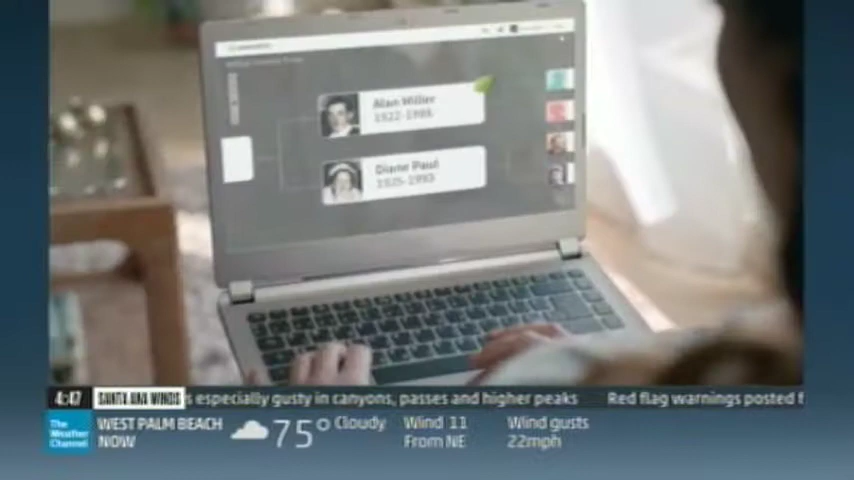 Alan Miller
1922-1986
Diane Paul
1925-1993
4:47
SANTA ANA WINDS
s especially gusty in canyons, passes and higher peaks Red flag warnings posted f
The
Weather
Channel
WEST PALM BEACH
NOW
75° Cloudy
Wind 11
From NE
Wind gusts
22mph